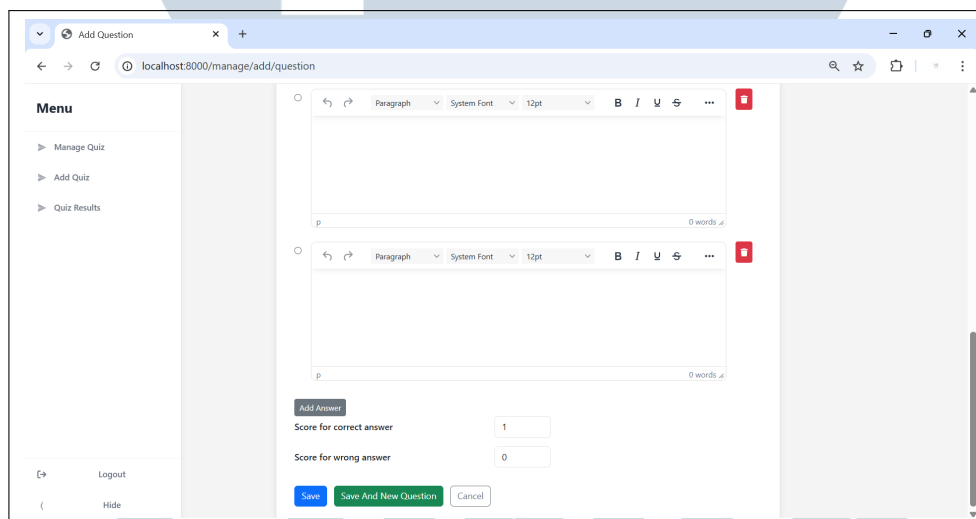 Add Question
localhost:8000/manage/add/question
Menu
Manage Quiz
Add Quiz
Quiz Results
Paragraph System Font 12pt B I U S
p 0 words
Paragraph System Font 12pt B I U S
p 0 words
Add Answer
Score for correct answer 1
Score for wrong answer 0
Save Save And New Question Cancel
Logout
Hide